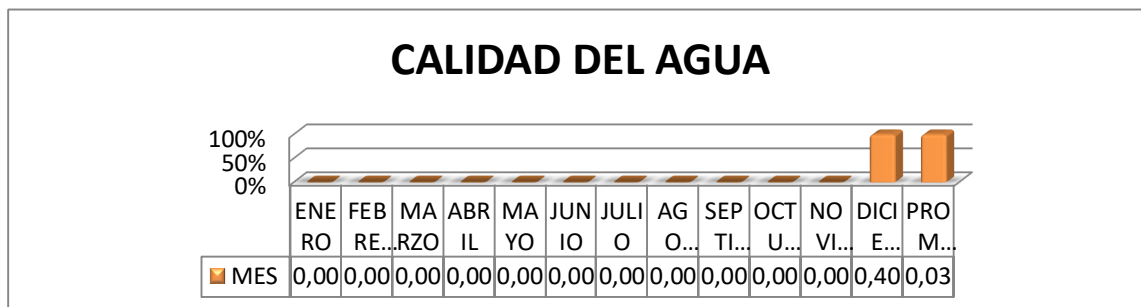 CALIDAD DEL AGUA
100%
50%
0%
ENE FEB MA ABR MA JUN JULI AG SEP OCT NO DICI PRO
RO RE... RZO IL YO IO O O... TI... U... VI... E... M...
MES 0,00 0,00 0,00 0,00 0,00 0,00 0,00 0,00 0,00 0,00 0,00 0,40 0,03